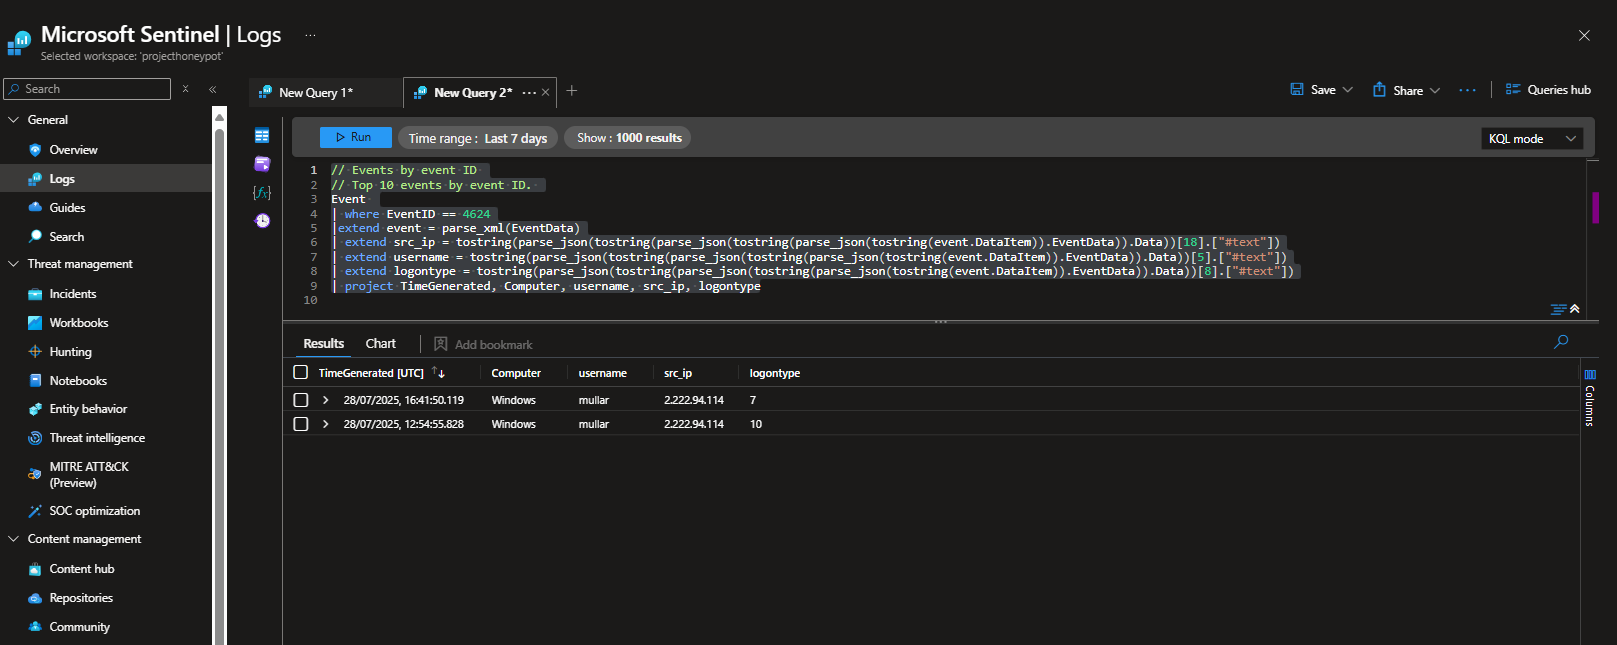 Microsoft Sentinel | Logs ...
Selected workspace: 'projecthoneypot'
Search
General
Overview
Logs
Guides
Search
Threat management
Incidents
Workbooks
Hunting
Notebooks
Entity behavior
Threat intelligence
MITRE ATT&CK
(Preview)
SOC optimization
Content management
Content hub
Repositories
Community
New Query 1*
New Query 2* ...
Save
Share
...
Queries hub
Run
Time range : Last 7 days
Show : 1000 results
KQL mode
1 // Events by event ID
2 // Top 10 events by event ID.
3 Event
4 | where EventID == 4624
5 |extend event = parse_xml(EventData)
6 | extend src_ip = tostring(parse_json(tostring(parse_json(tostring(parse_json(tostring(event.DataItem)).EventData)).Data))[18].["#text"])
7 | extend username = tostring(parse_json(tostring(parse_json(tostring(parse_json(tostring(event.DataItem)).EventData)).Data))[5].["#text"])
8 | extend logontype = tostring(parse_json(tostring(parse_json(tostring(parse_json(tostring(event.DataItem)).EventData)).Data))[8].["#text"])
9 | project TimeGenerated, Computer, username, src_ip, logontype
10
Results
Chart
Add bookmark
TimeGenerated [UTC] Computer username src_ip logontype
28/07/2025, 16:41:50.119 Windows mullar 2.222.94.114 7
28/07/2025, 12:54:55.828 Windows mullar 2.222.94.114 10
Columns